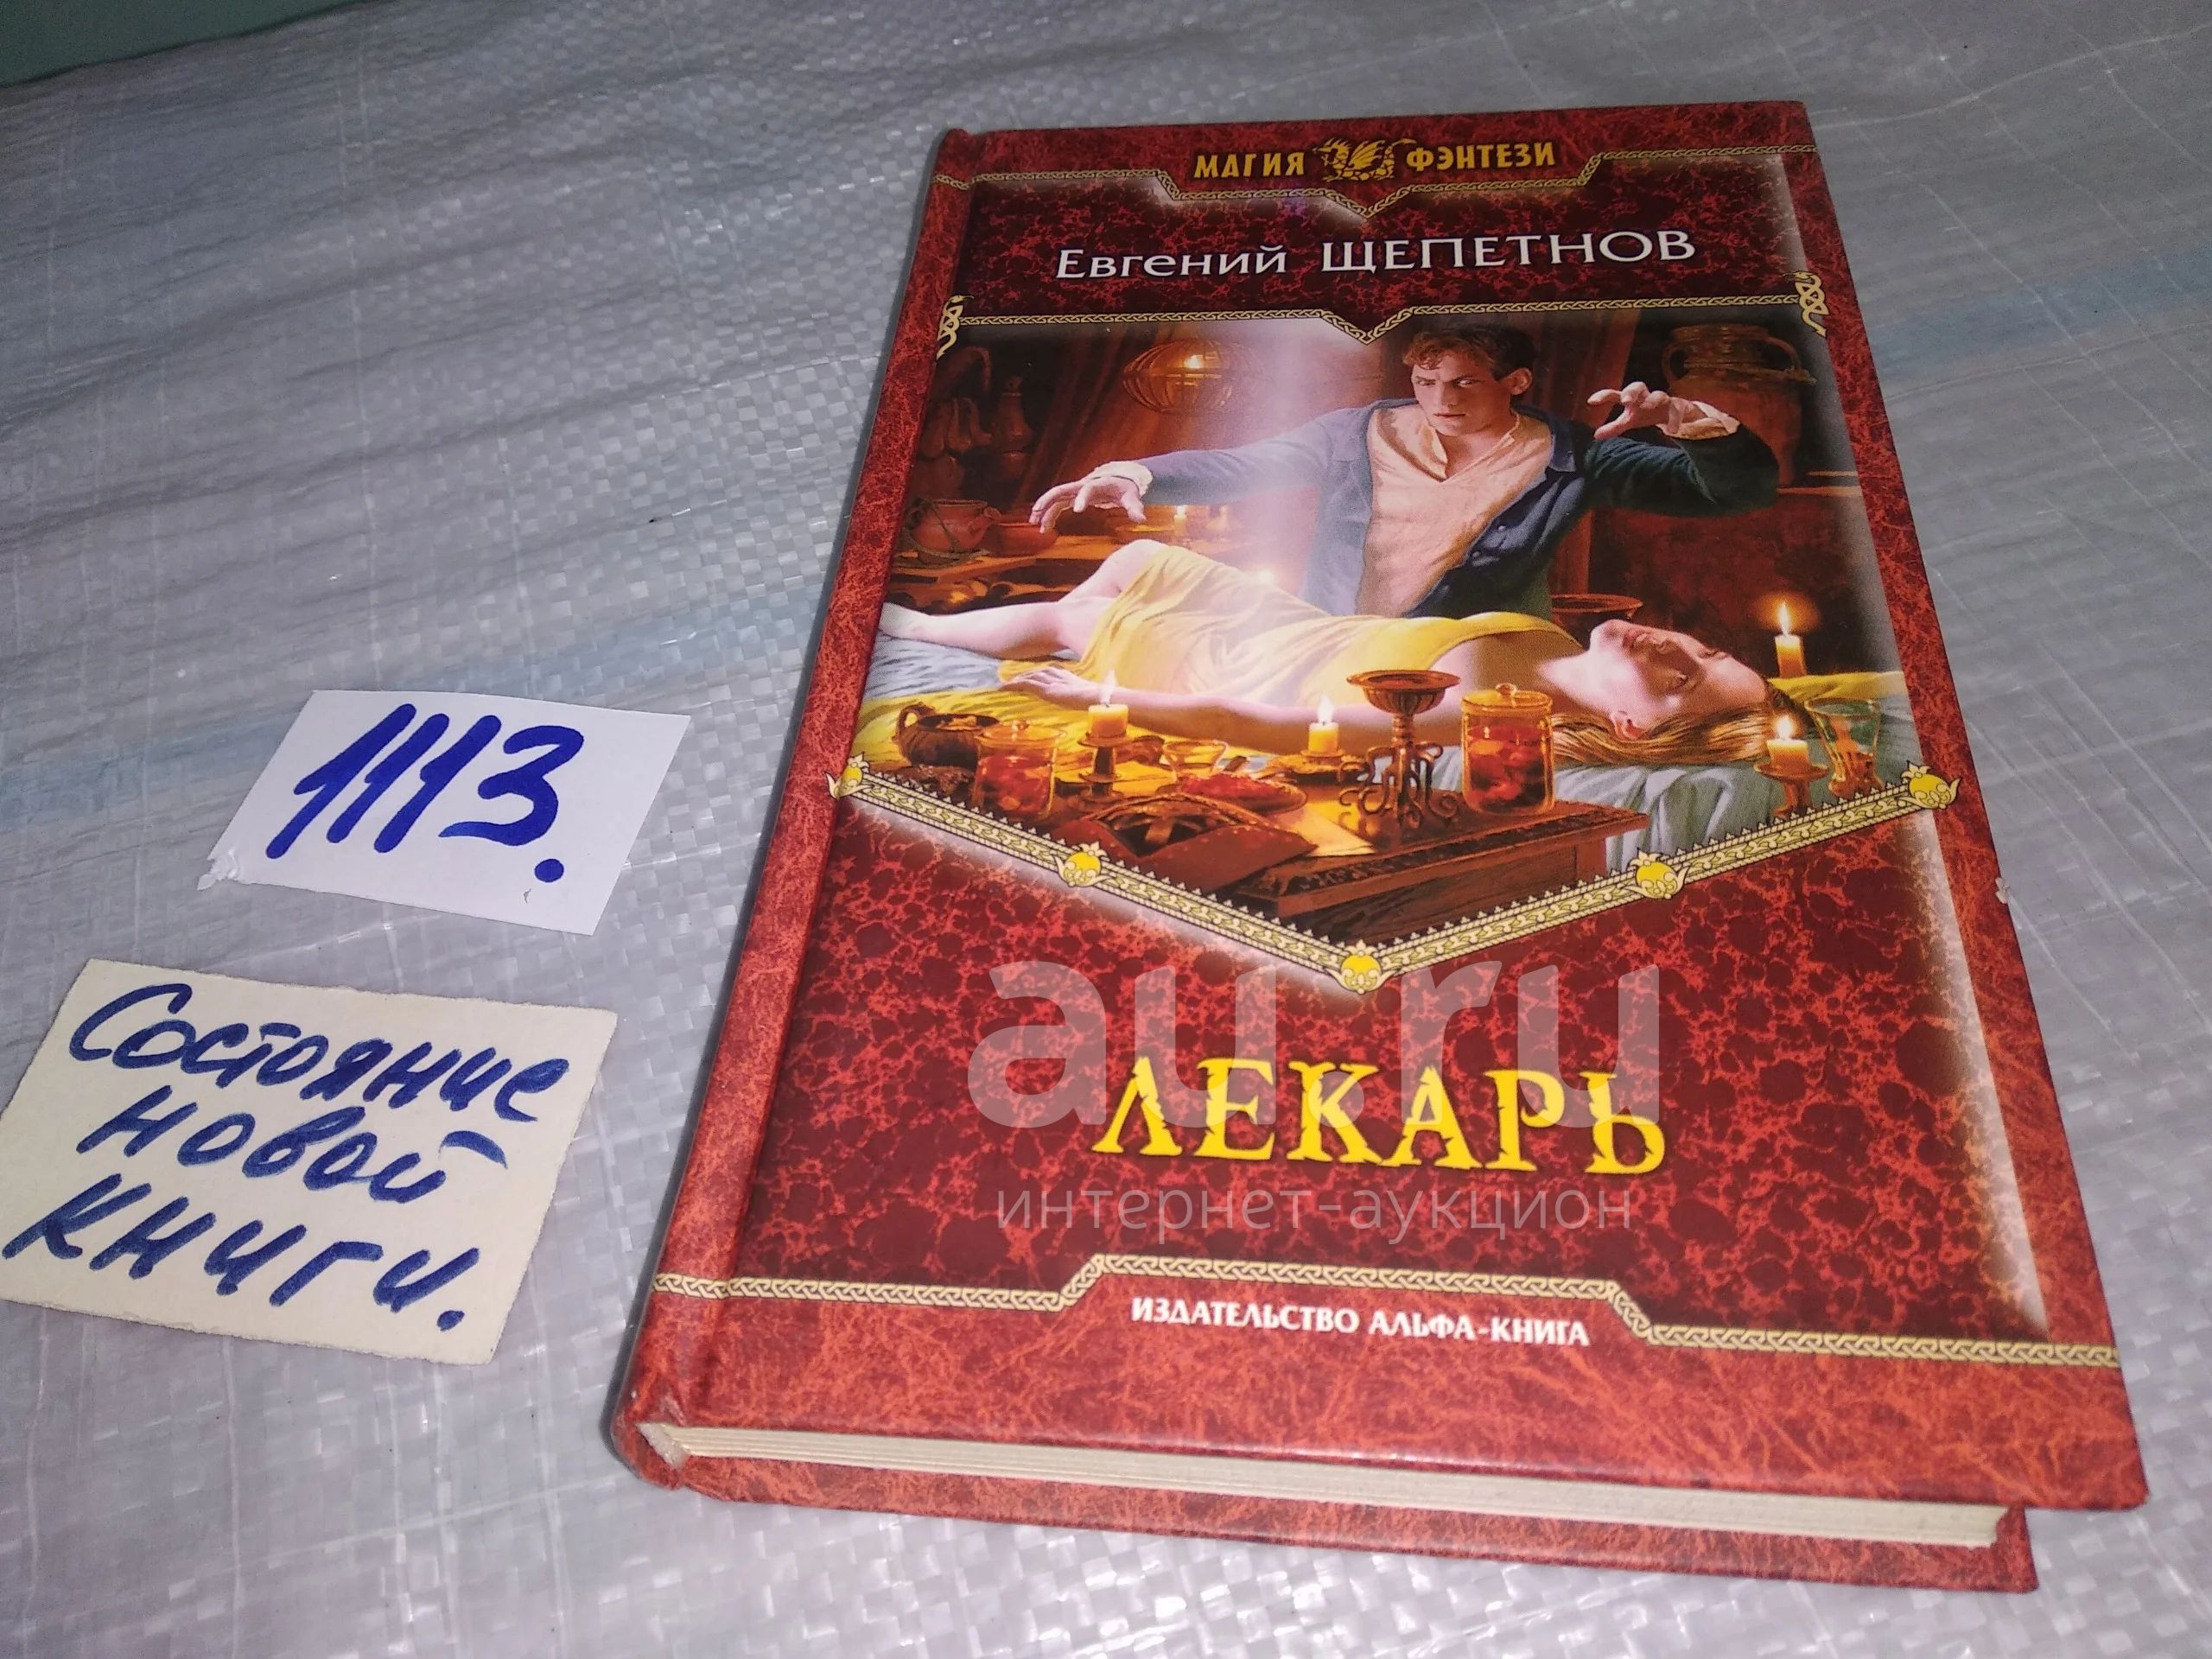 МАГИЯ ФЭНТЕЗИ
Евгений ЩЕПЕТНОВ
1113.
Состояние
новой
книги.
au.ru
ЛЕКАРЬ
интернет-аукцион
ИЗДАТЕЛЬСТВО АЛЬФА-КНИГА